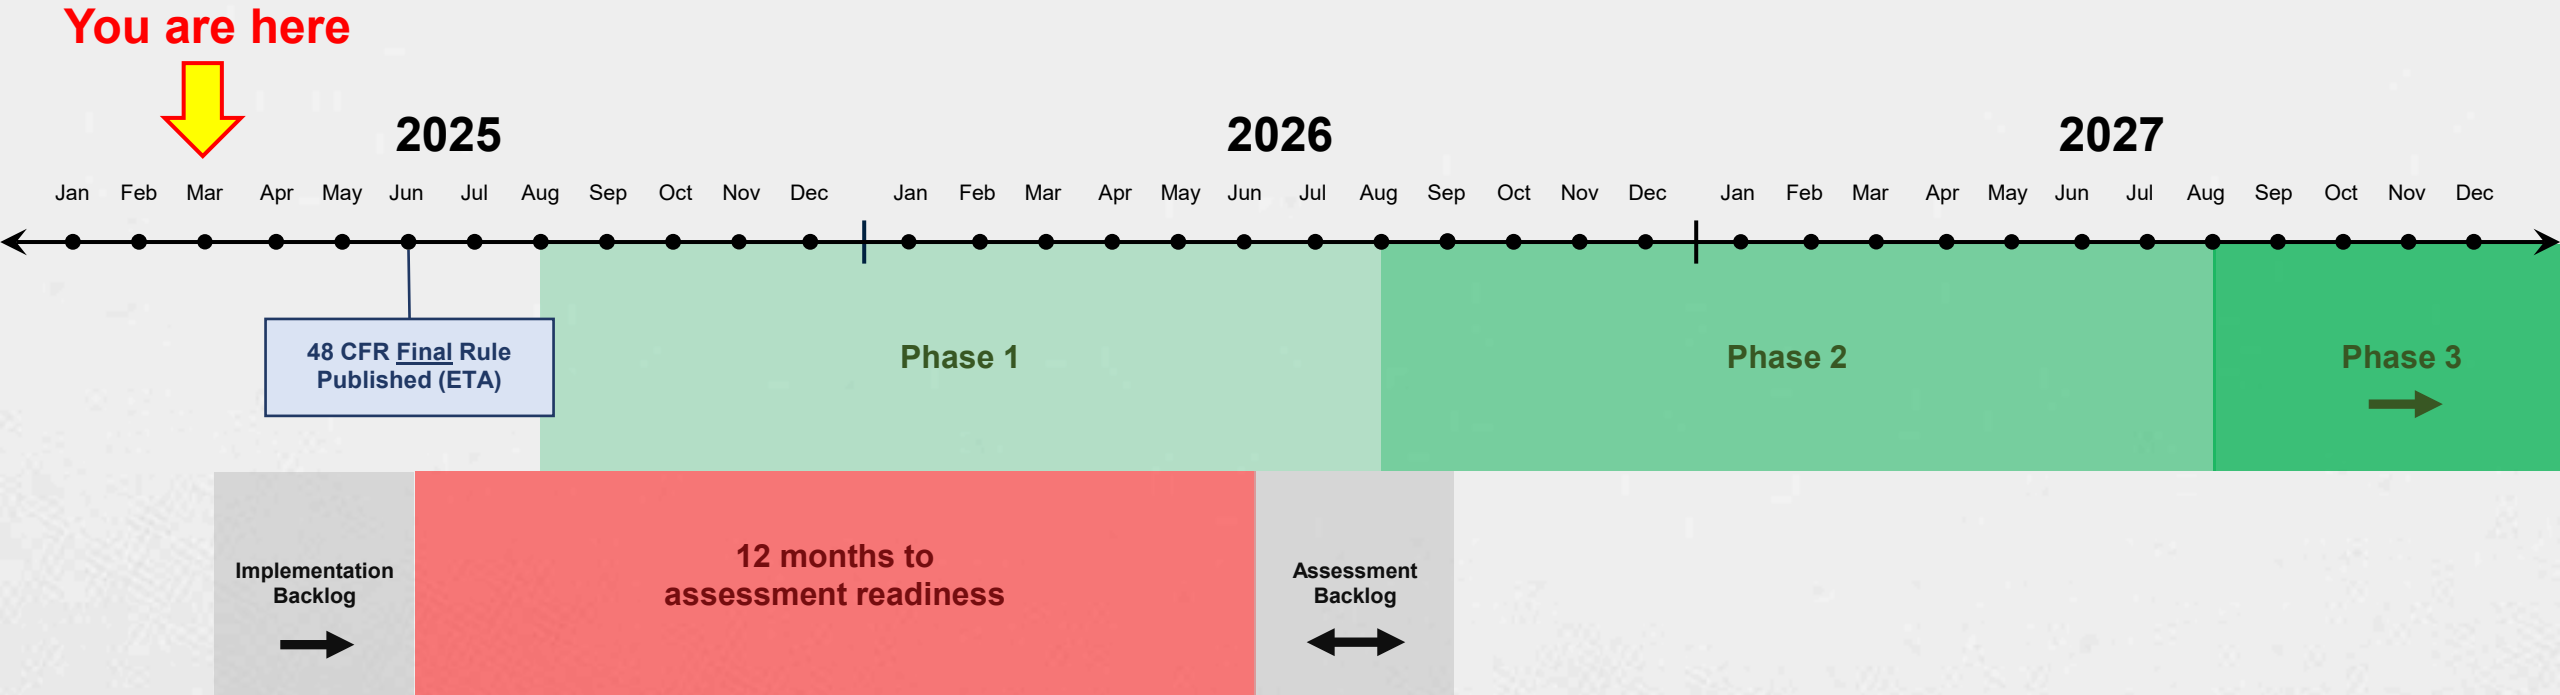 You are here
2025
2026
2027
Jan Feb Mar Apr May Jun Jul Aug Sep Oct Nov Dec Jan Feb Mar Apr May Jun Jul Aug Sep Oct Nov Dec Jan Feb Mar Apr May Jun Jul Aug Sep Oct Nov Dec
48 CFR Final Rule
Published (ETA)
Phase 1
Phase 2
Phase 3
Implementation
Backlog
12 months to
assessment readiness
Assessment
Backlog